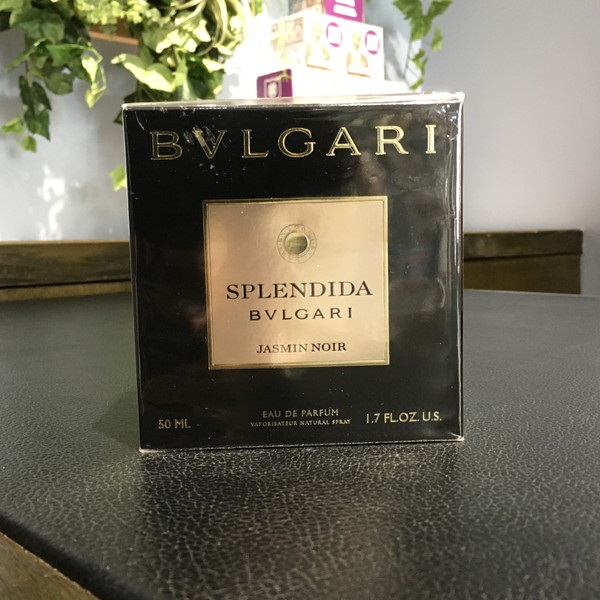 BVLGARI
SPLENDIDA
BVLGARI
JASMIN NOIR
50 ML
EAU DE PARFUM
VAPORISATEUR NATURAL SPRAY
1.7 FL.OZ. U.S.